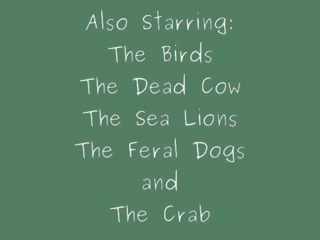 Also Starring:
The Birds
The Dead Cow
The Sea Lions
The Feral Dogs
and
The Crab